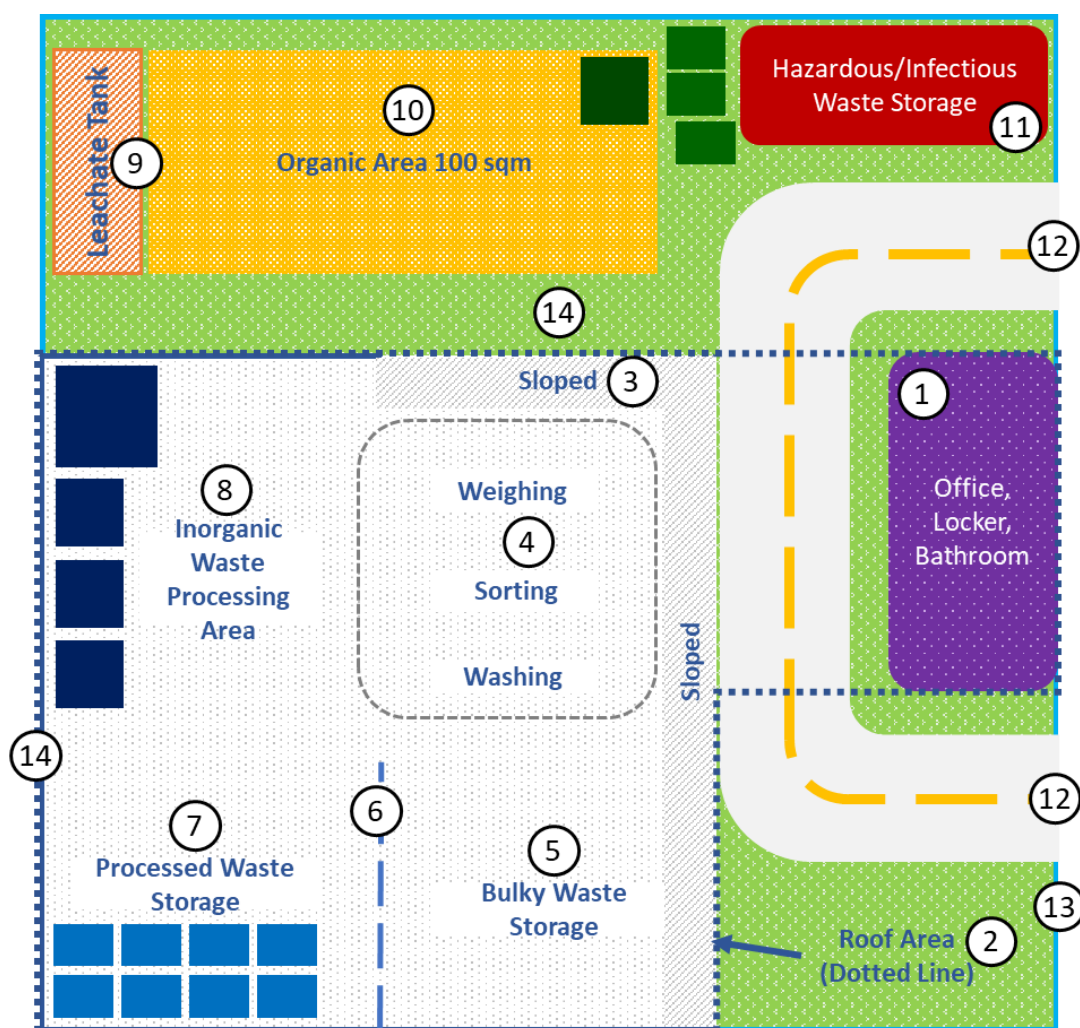 Hazardous/Infectious
Waste Storage
11
Leachate Tank
9
10
Organic Area 100 sqm
12
14
Sloped
3
1
Office,
Locker,
Bathroom
8
Inorganic
Waste
Processing
Area
Weighing
4
Sorting
Washing
Sloped
14
6
12
7
Processed Waste
Storage
5
Bulky Waste
Storage
13
Roof Area
(Dotted Line)
2